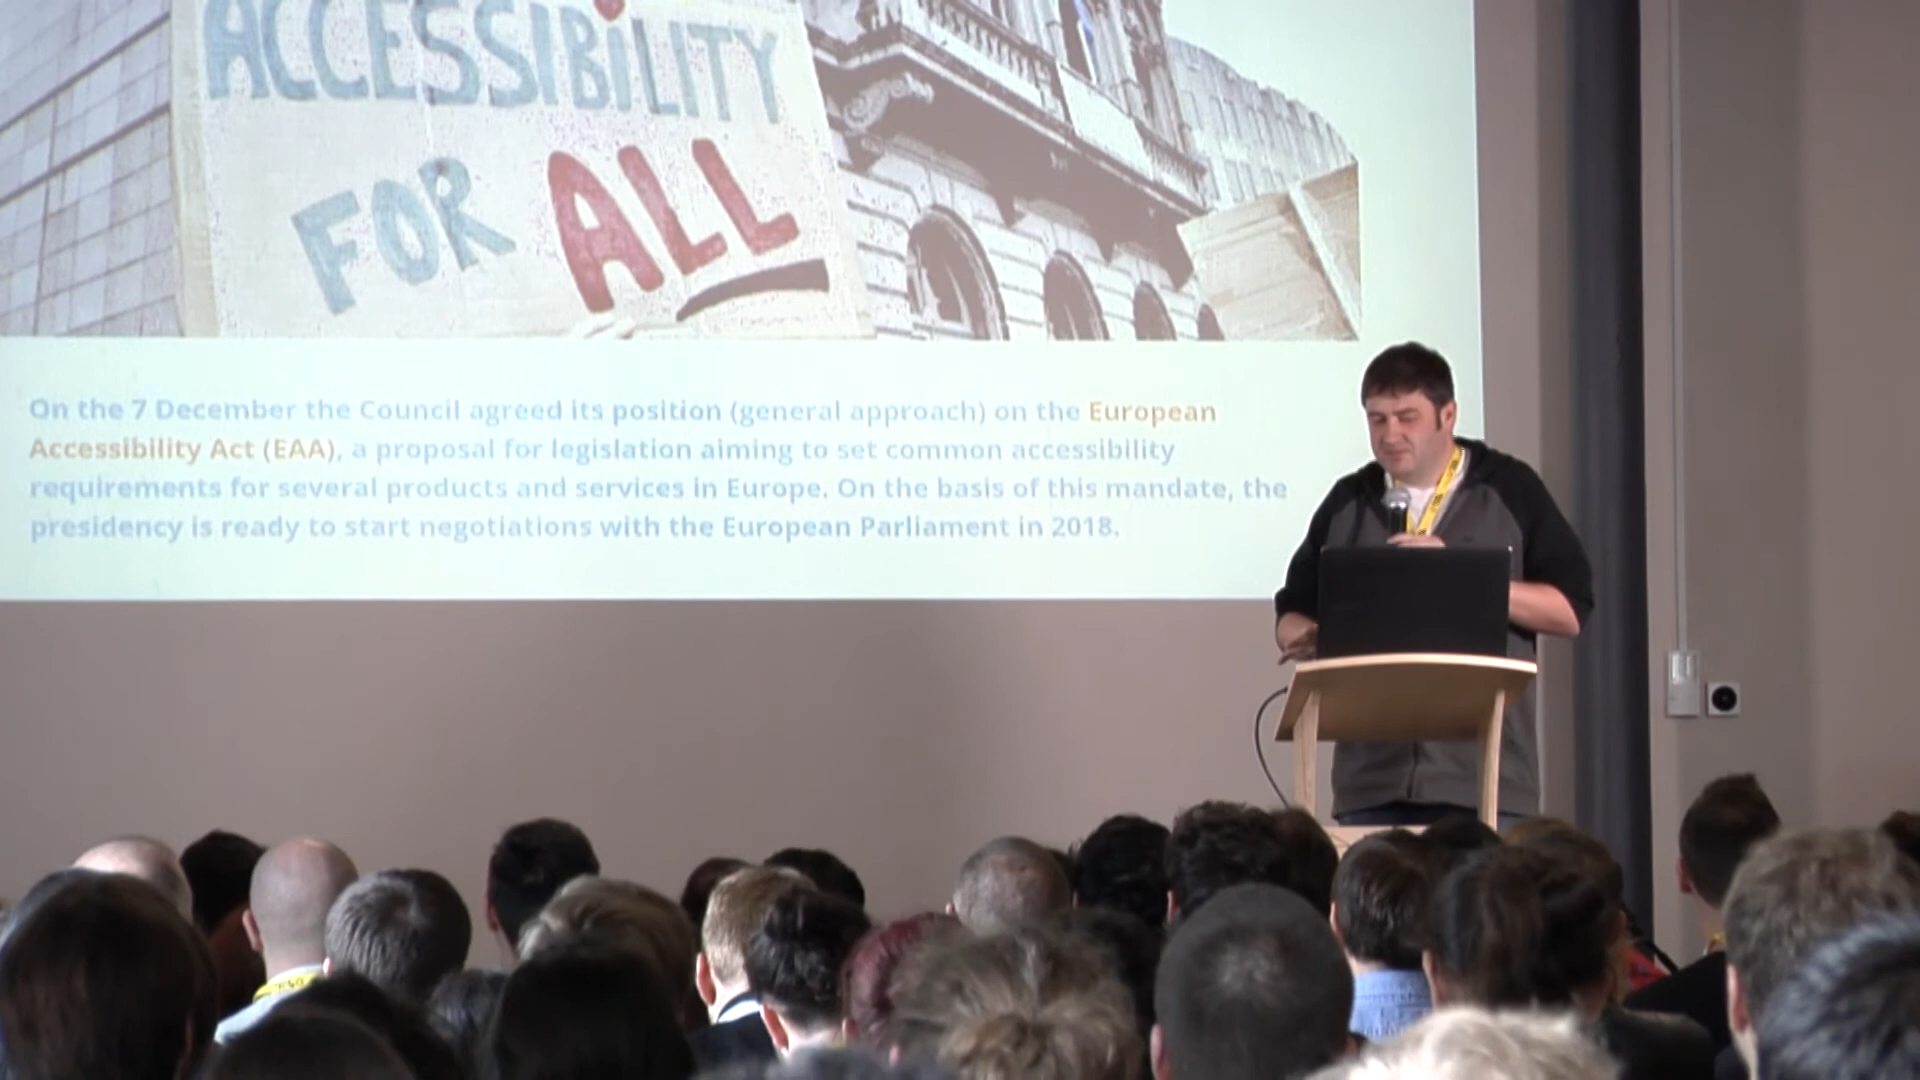 ACCESSIBiLITY
FOR ALL
On the 7 December the Council agreed its position (general approach) on the European
Accessibility Act (EAA), a proposal for legislation aiming to set common accessibility
requirements for several products and services in Europe. On the basis of this mandate, the
presidency is ready to start negotiations with the European Parliament in 2018.